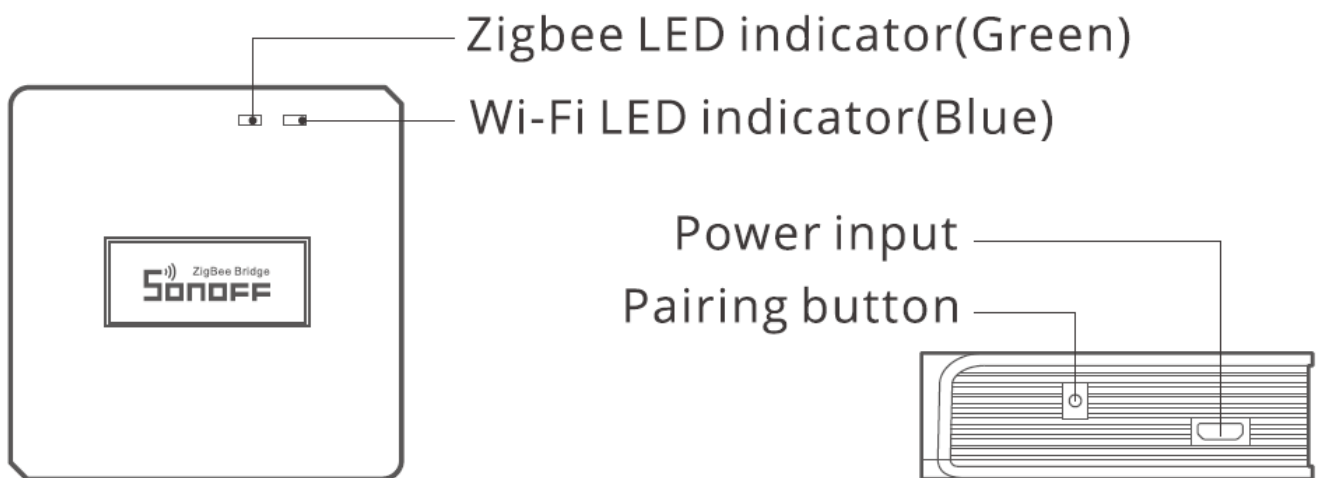 Zigbee LED indicator(Green)
Wi-Fi LED indicator(Blue)
Power input
Pairing button
ZigBee Bridge
SONOFF